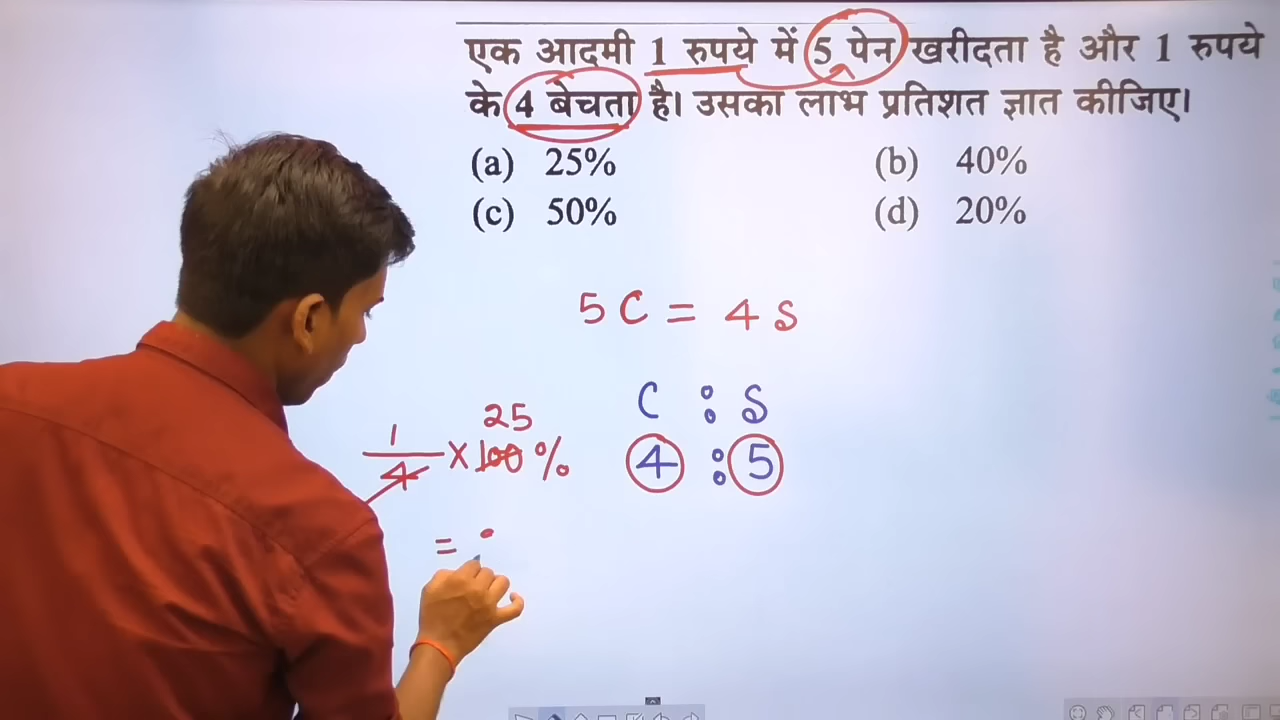 एक आदमी 1 रुपये में 5 पेन खरीदता है और 1 रुपये
के 4 बेचता है। उसका लाभ प्रतिशत ज्ञात कीजिए।
(a) 25% (b) 40%
(c) 50% (d) 20%
5 C = 4 S
C : S
4 : 5
25
1/4 × 100 %
=